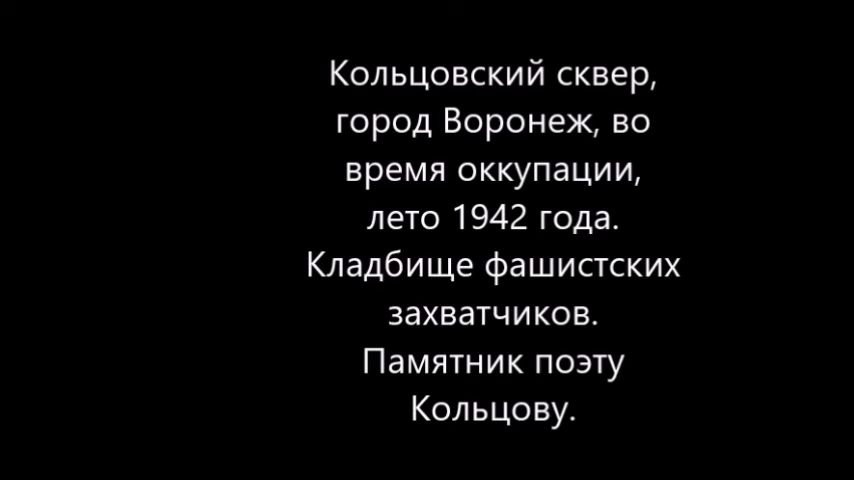 Кольцовский сквер,
город Воронеж, во
время оккупации,
лето 1942 года.
Кладбище фашистских
захватчиков.
Памятник поэту
Кольцову.